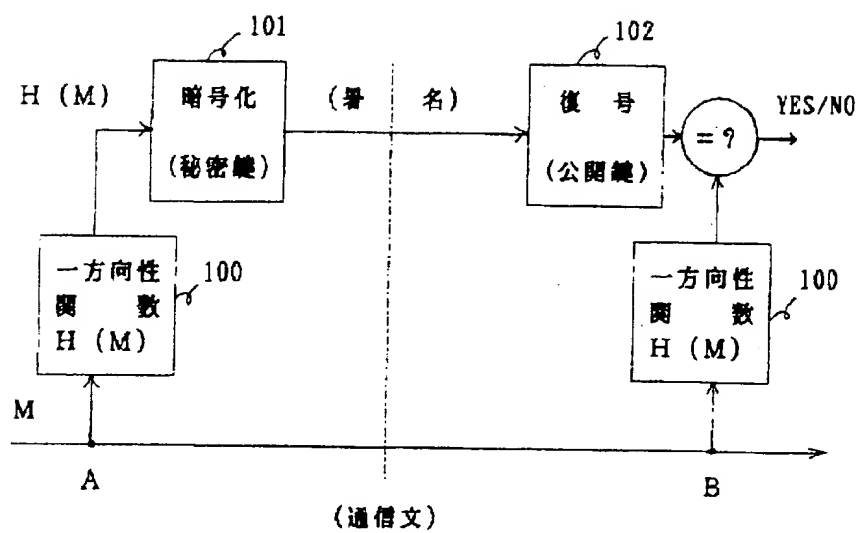 101
102
H (M)
暗号化
(秘密鍵)
(署
名)
復 号
(公開鍵)
= ?
YES/NO
一方向性
関 数
H (M)
100
一方向性
関 数
H (M)
100
M
A
B
(通信文)